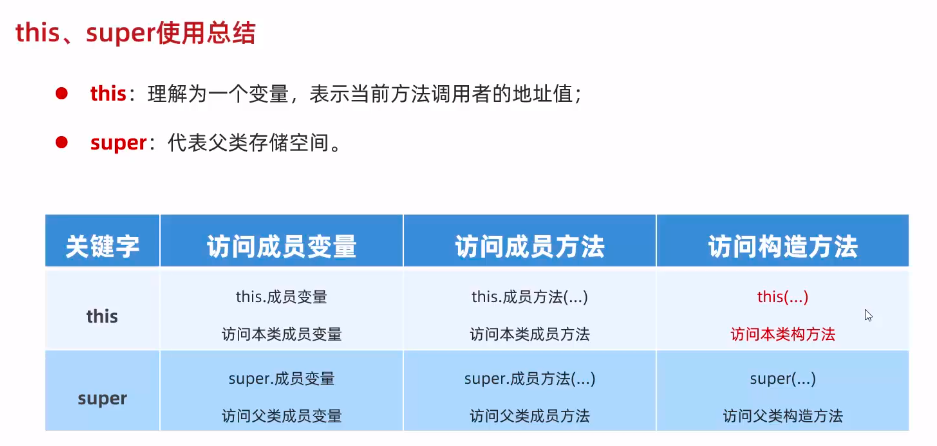 this、super使用总结
● this：理解为一个变量，表示当前方法调用者的地址值；
● super：代表父类存储空间。
关键字 访问成员变量 访问成员方法 访问构造方法
this
this.成员变量 this.成员方法(...) this(...)
访问本类成员变量 访问本类成员方法 访问本类构方法
super
super.成员变量 super.成员方法(...) super(...)
访问父类成员变量 访问父类成员方法 访问父类构造方法